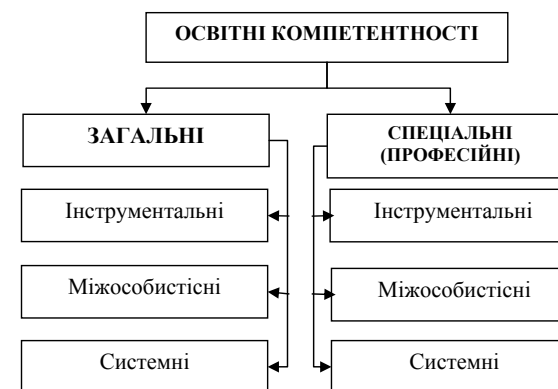 ОСВІТНІ КОМПЕТЕНТНОСТІ
ЗАГАЛЬНІ
СПЕЦІАЛЬНІ
(ПРОФЕСІЙНІ)
Інструментальні
Інструментальні
Міжособистісні
Міжособистісні
Системні
Системні